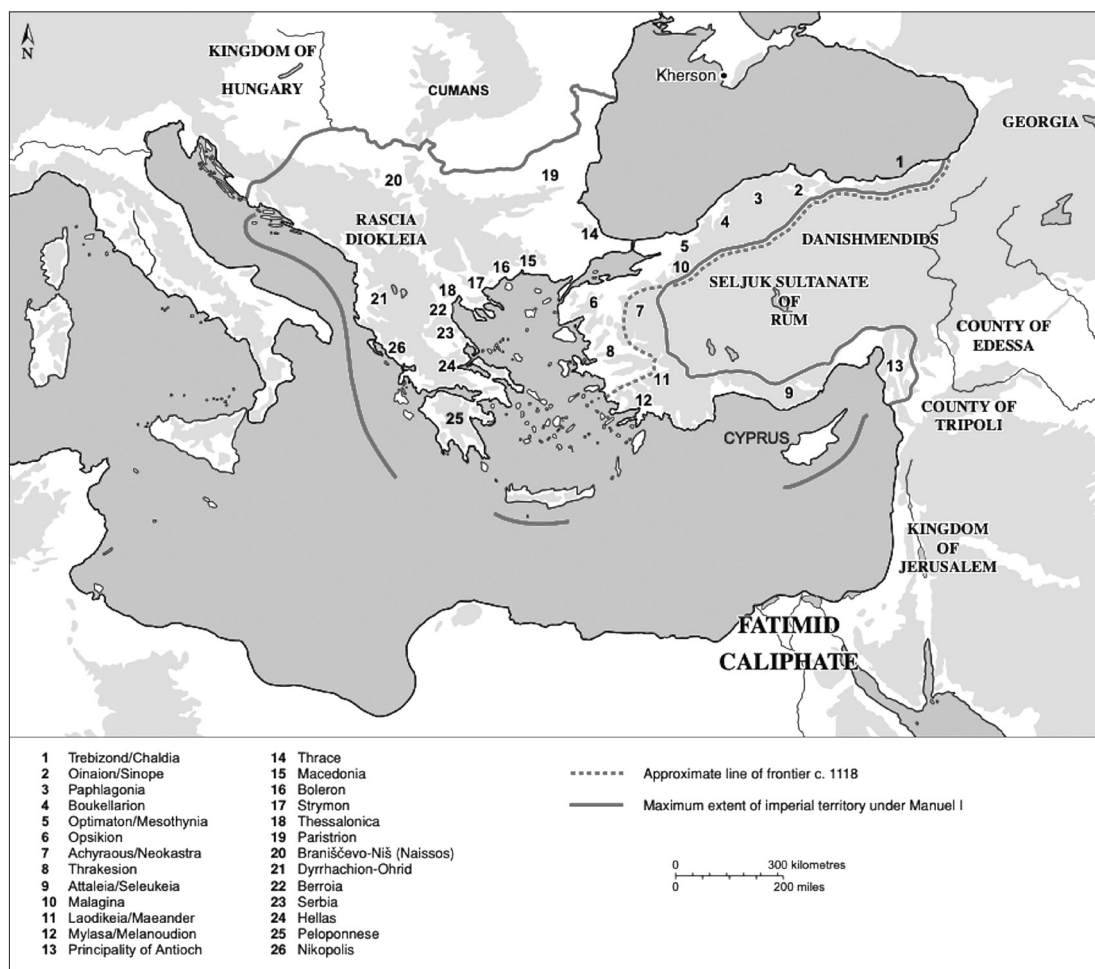 N
KINGDOM OF
HUNGARY
CUMANS
Kherson
GEORGIA
1
20
19
2
3
4
RASCIA
DIOKLEIA
14
5
DANISHMENDIDS
10
16
15
17
18
21
22
6
7
SELJUK SULTANATE
OF
RUM
23
COUNTY OF
EDESSA
26
24
8
13
11
9
12
25
COUNTY OF
TRIPOLI
CYPRUS
KINGDOM
OF
JERUSALEM
FATIMID
CALIPHATE
1 Trebizond/Chaldia
2 Oinaion/Sinope
3 Paphlagonia
4 Boukellarion
5 Optimaton/Mesothynia
6 Opsikion
7 Achyraous/Neokastra
8 Thrakesion
9 Attaleia/Seleukeia
10 Malagina
11 Laodikeia/Maeander
12 Mylasa/Melanoudion
13 Principality of Antioch
14 Thrace
15 Macedonia
16 Boleron
17 Strymon
18 Thessalonica
19 Paristrion
20 Braniščevo-Niš (Naissos)
21 Dyrrhachion-Ohrid
22 Berroia
23 Serbia
24 Hellas
25 Peloponnese
26 Nikopolis
Approximate line of frontier c. 1118
Maximum extent of imperial territory under Manuel I
0 300 kilometres
0 200 miles